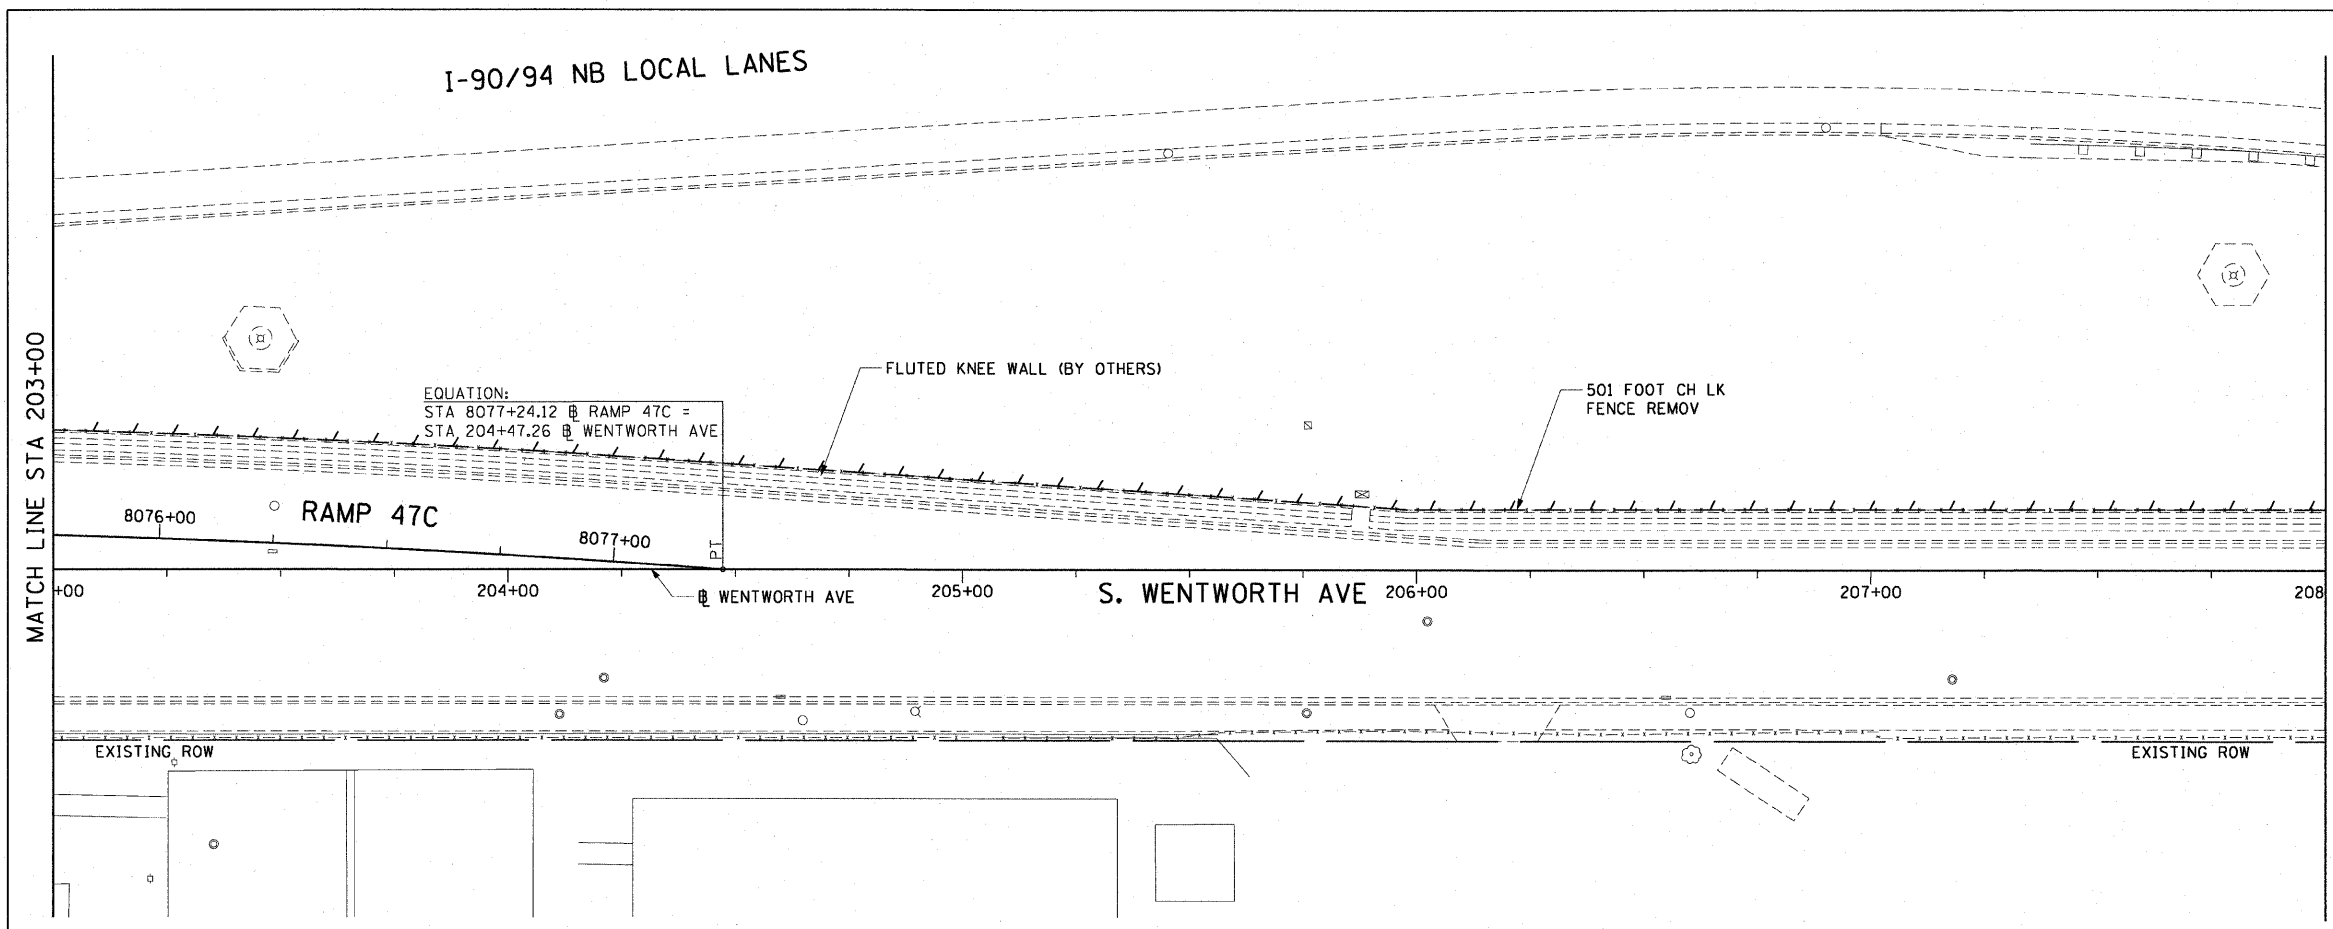 I-90/94 NB LOCAL LANES
MATCH LINE STA 203+00
FLUTED KNEE WALL (BY OTHERS)
501 FOOT CH LK
FENCE REMOV
EQUATION:
STA 8077+24.12 ⅊ RAMP 47C =
STA 204+47.26 ⅊ WENTWORTH AVE
RAMP 47C
8076+00
8077+00
PT
+00
204+00
⅊ WENTWORTH AVE
205+00
S. WENTWORTH AVE
206+00
207+00
208
EXISTING ROW
EXISTING ROW